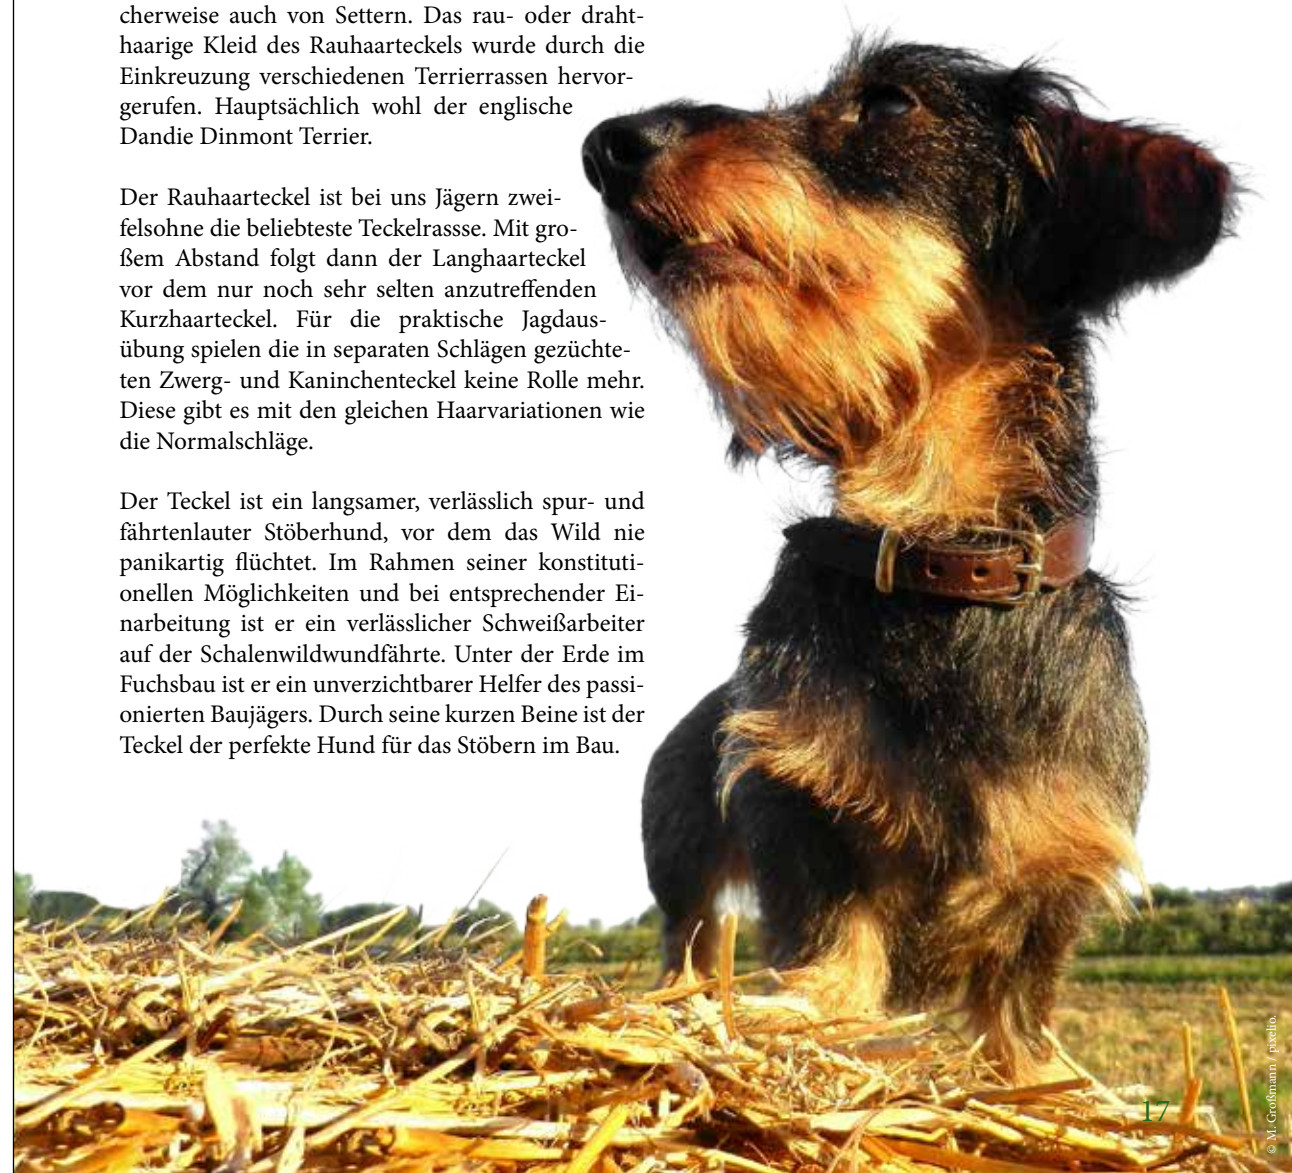 cherweise auch von Settern. Das rau- oder draht-
haarige Kleid des Rauhaarteckels wurde durch die
Einkreuzung verschiedenen Terrierrassen hervor-
gerufen. Hauptsächlich wohl der englische
Dandie Dinmont Terrier.
Der Rauhaarteckel ist bei uns Jägern zwei-
felsohne die beliebteste Teckelrassse. Mit gro-
ßem Abstand folgt dann der Langhaarteckel
vor dem nur noch sehr selten anzutreffenden
Kurzhaarteckel. Für die praktische Jagdaus-
übung spielen die in separaten Schlägen gezüchte-
ten Zwerg- und Kaninchenteckel keine Rolle mehr.
Diese gibt es mit den gleichen Haarvariationen wie
die Normalschläge.
Der Teckel ist ein langsamer, verlässlich spur- und
fährtenlauter Stöberhund, vor dem das Wild nie
panikartig flüchtet. Im Rahmen seiner konstituti-
onellen Möglichkeiten und bei entsprechender Ei-
narbeitung ist er ein verlässlicher Schweißarbeiter
auf der Schalenwildwundfährte. Unter der Erde im
Fuchsbau ist er ein unverzichtbarer Helfer des passi-
onierten Baujägers. Durch seine kurzen Beine ist der
Teckel der perfekte Hund für das Stöbern im Bau.
17
© M. Großmann / pixelio.